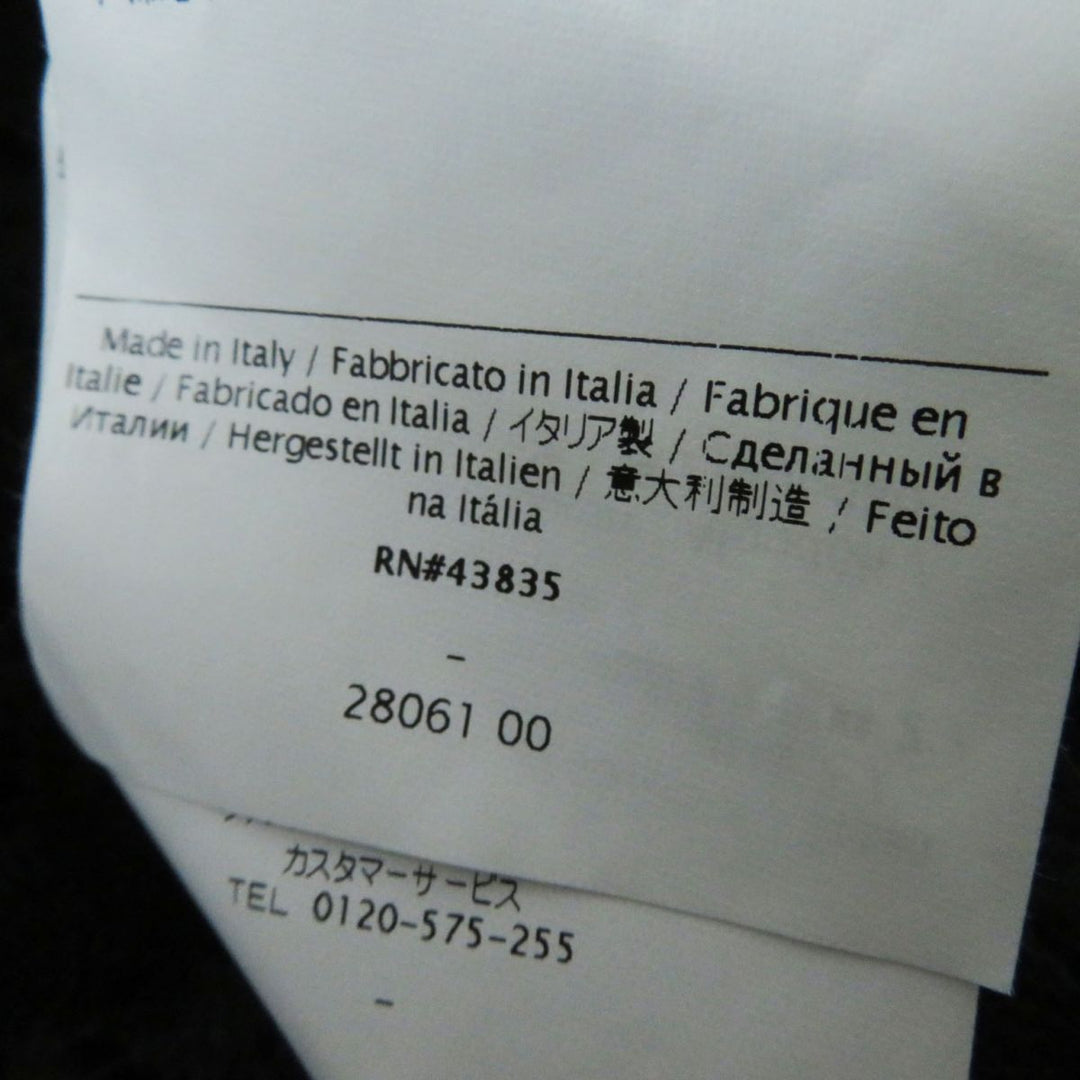 Made in Italy / Fabbricato in Italia / Fabrique en
Italie / Fabricado en Italia / イタリア製 / Сделанный в
Италии / Hergestellt in Italien / 意大利制造 / Feito
na Itália
RN#43835
-
28061 00
カスタマーサービス
TEL 0120-575-255
-